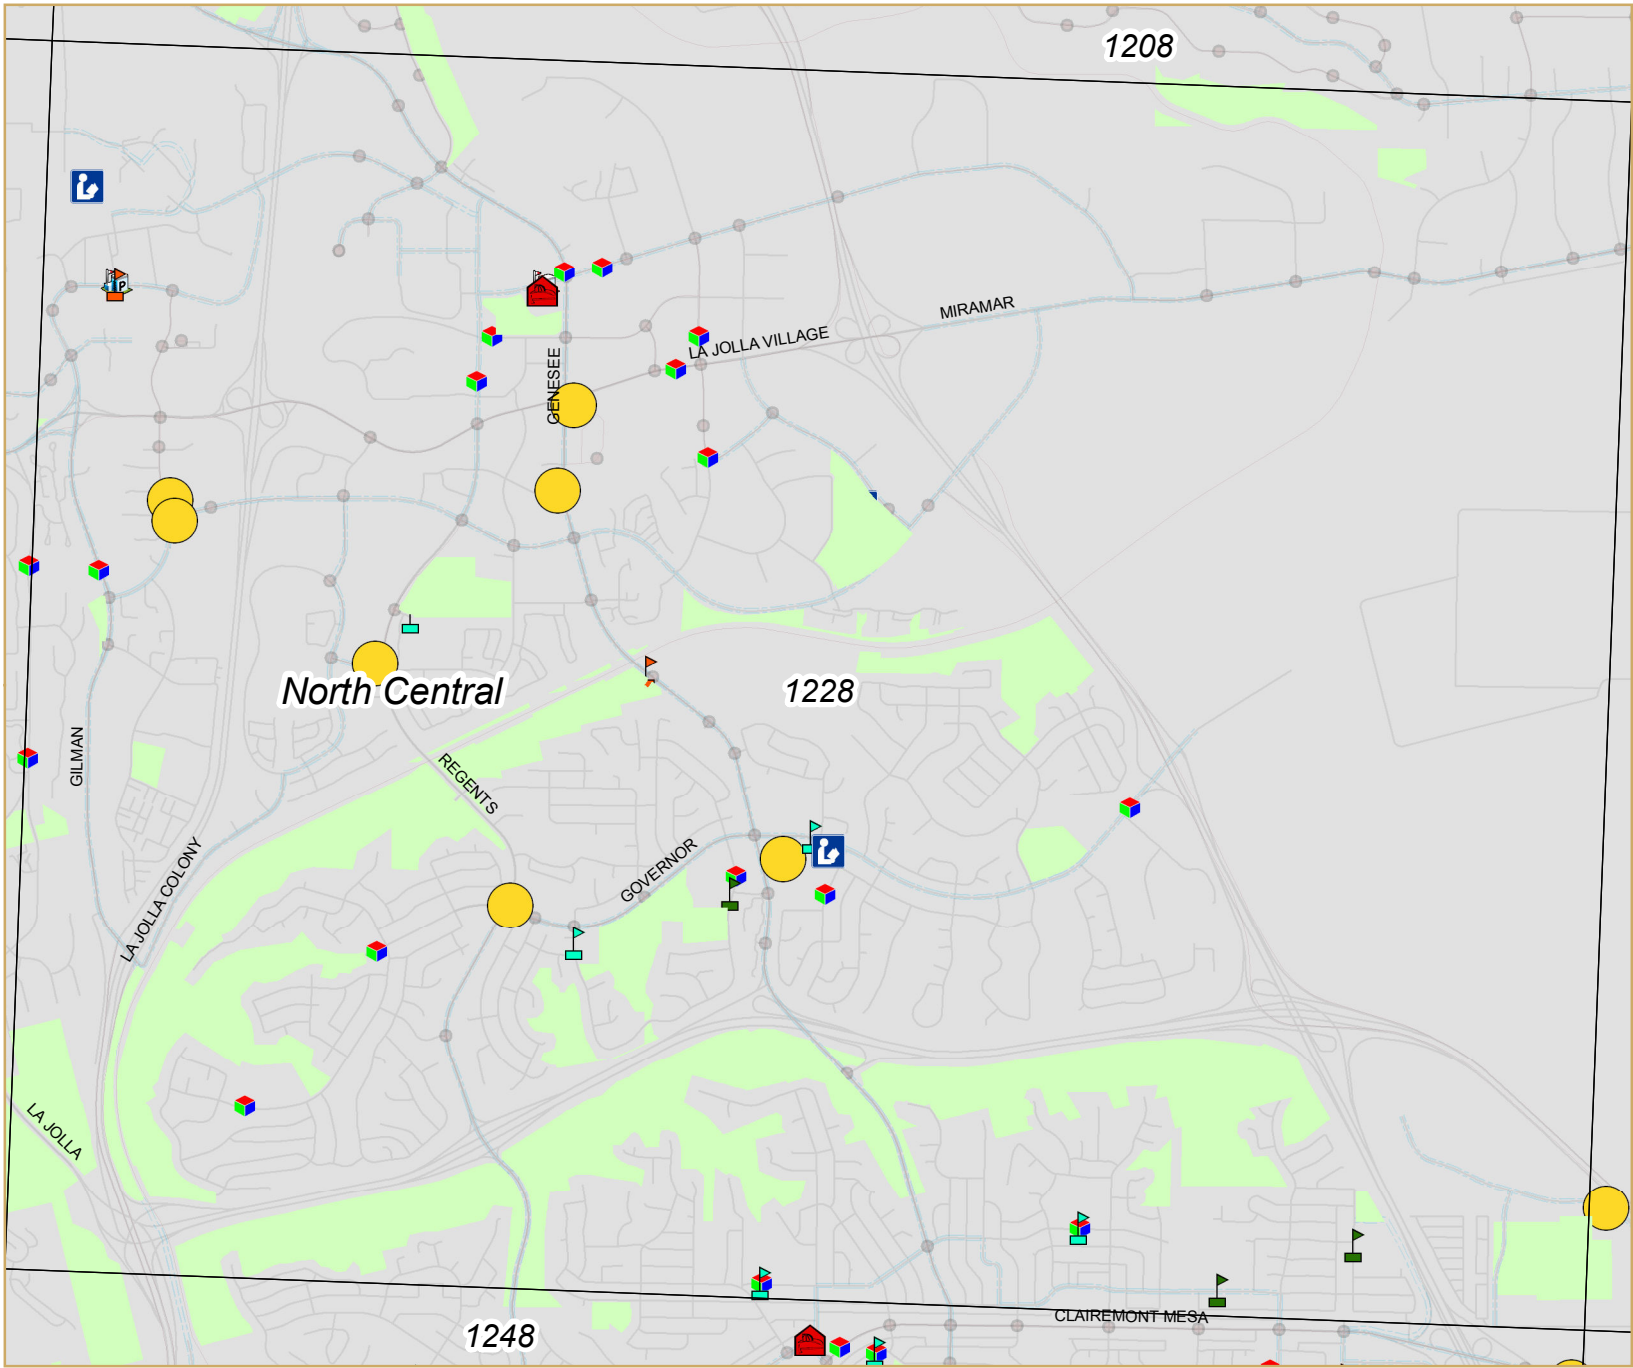 1208
MIRAMAR
LA JOLLA VILLAGE
GENESEE
P
North Central
1228
GILMAN
REGENTS
LA JOLLA COLONY
GOVERNOR
LA JOLLA
CLAIREMONT MESA
1248